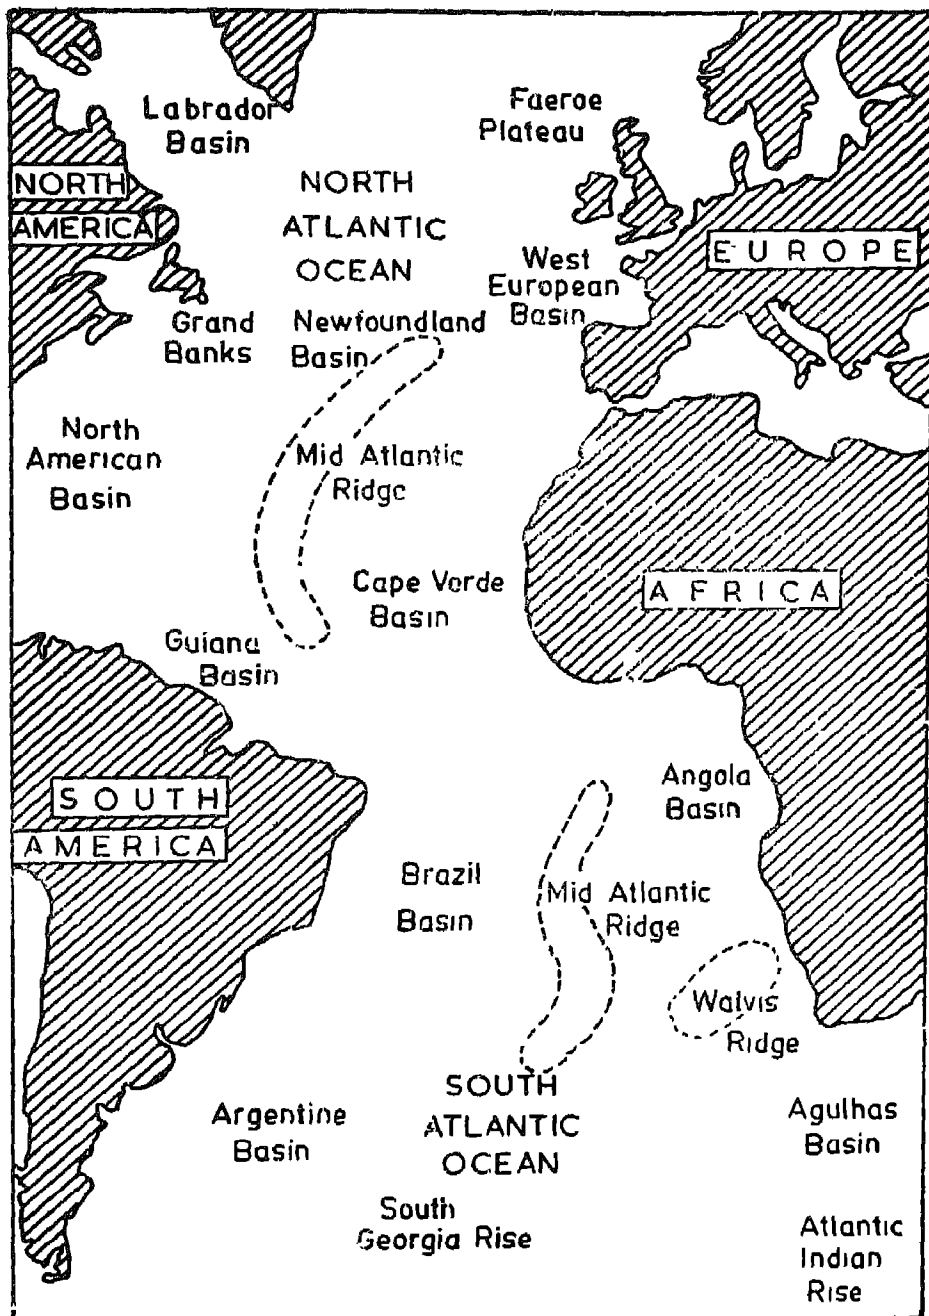 Labrador
Basin
Faeroe
Plateau
NORTH
AMERICA
NORTH
ATLANTIC
OCEAN
EUROPE
West
European
Basin
Grand
Banks
Newfoundland
Basin
North
American
Basin
Mid Atlantic
Ridge
Cape Verde
Basin
AFRICA
Guiana
Basin
SOUTH
AMERICA
Angola
Basin
Brazil
Basin
Mid Atlantic
Ridge
Walvis
Ridge
SOUTH
ATLANTIC
OCEAN
Argentine
Basin
Agulhas
Basin
South
Georgia Rise
Atlantic
Indian
Rise